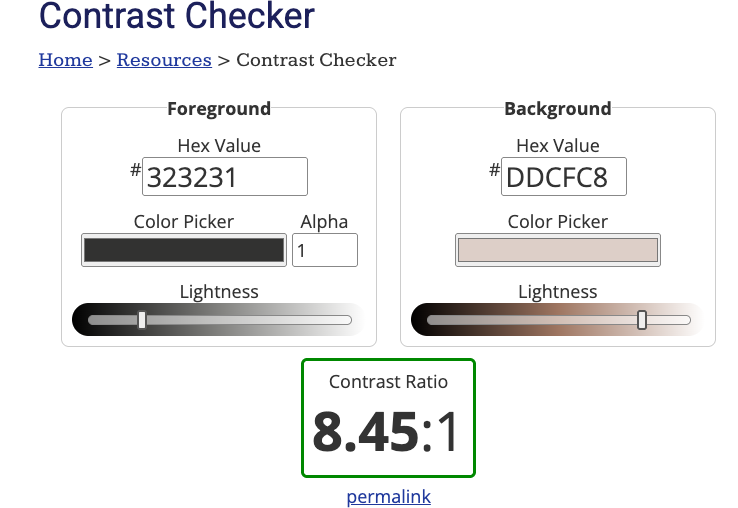 Contrast Checker
Home > Resources > Contrast Checker
Foreground
Hex Value
#323231
Color Picker
Alpha
1
Lightness
Background
Hex Value
#DDCFC8
Color Picker
Lightness
Contrast Ratio
8.45:1
permalink